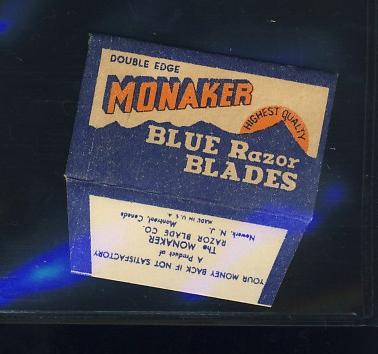 DOUBLE EDGE
MONAKER
HIGHEST QUALITY
BLUE Razor
BLADES
YOUR MONEY BACK IF NOT SATISFACTORY
A Product of
The MONAKER
RAZOR BLADE CO.
Newark, N. J. Montreal, Canada
MADE IN U.S.A